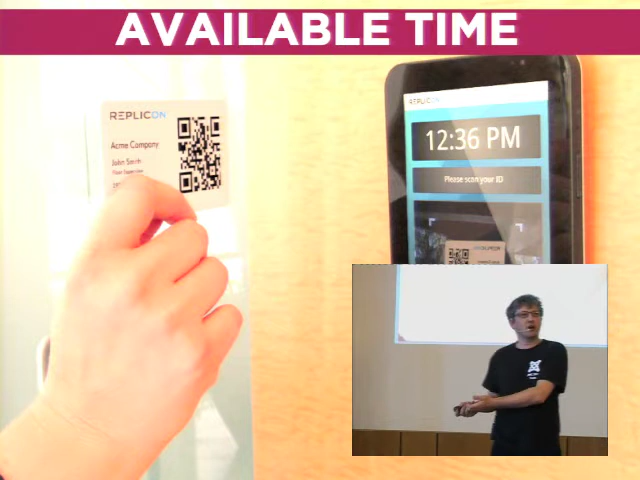 AVAILABLE TIME
REPLICON
Acme Company
John Smith
REPLICON
12:36 PM
Please scan your ID